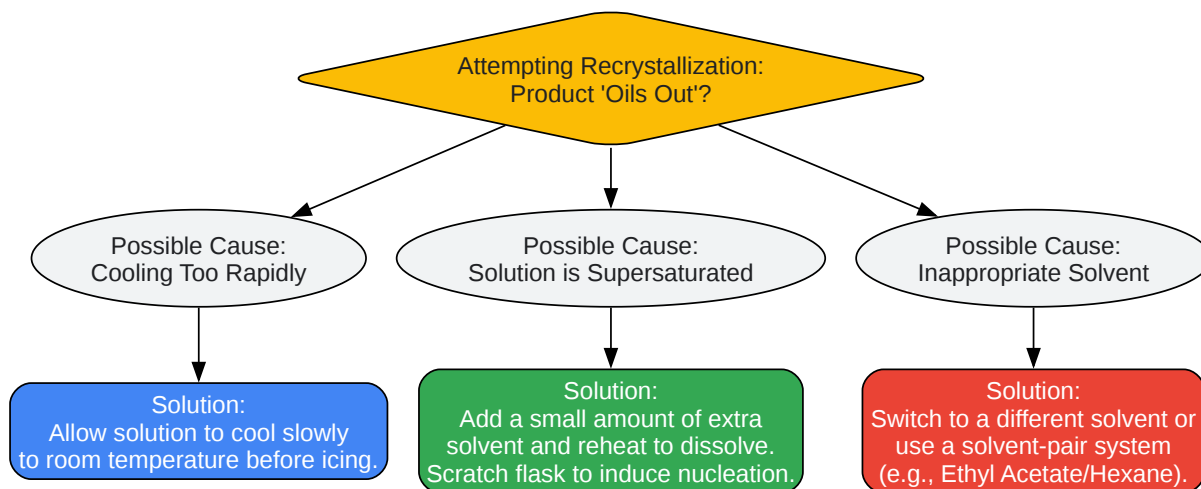 Attempting Recrystallization:
Product 'Oils Out'?
Possible Cause:
Cooling Too Rapidly
Possible Cause:
Solution is Supersaturated
Possible Cause:
Inappropriate Solvent
Solution:
Allow solution to cool slowly
to room temperature before icing.
Solution:
Add a small amount of extra
solvent and reheat to dissolve.
Scratch flask to induce nucleation.
Solution:
Switch to a different solvent or
use a solvent-pair system
(e.g., Ethyl Acetate/Hexane).